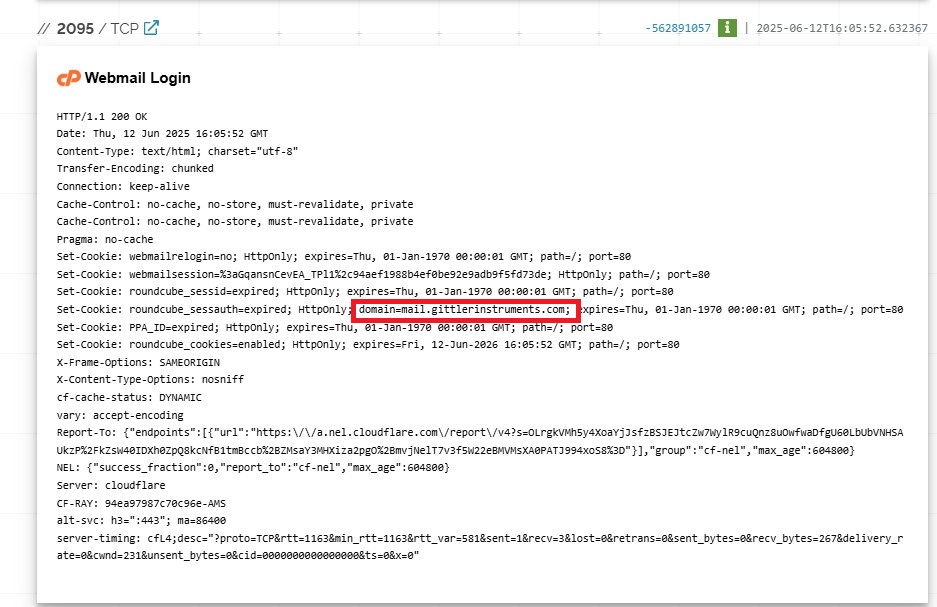 // 2095 / TCP
-562891057 i | 2025-06-12T16:05:52.632367
cP Webmail Login
HTTP/1.1 200 OK
Date: Thu, 12 Jun 2025 16:05:52 GMT
Content-Type: text/html; charset="utf-8"
Transfer-Encoding: chunked
Connection: keep-alive
Cache-Control: no-cache, no-store, must-revalidate, private
Cache-Control: no-cache, no-store, must-revalidate, private
Pragma: no-cache
Set-Cookie: webmailrelogin=no; HttpOnly; expires=Thu, 01-Jan-1970 00:00:01 GMT; path=/; port=80
Set-Cookie: webmailsession=%3aGqansnCevEA_TPl1%2c94aef1988b4ef0be92e9adb9f5fd73de; HttpOnly; path=/; port=80
Set-Cookie: roundcube_sessid=expired; HttpOnly; expires=Thu, 01-Jan-1970 00:00:01 GMT; path=/; port=80
Set-Cookie: roundcube_sessauth=expired; HttpOnly; domain=mail.gittlerinstruments.com; expires=Thu, 01-Jan-1970 00:00:01 GMT; path=/; port=80
Set-Cookie: PPA_ID=expired; HttpOnly; expires=Thu, 01-Jan-1970 00:00:01 GMT; path=/; port=80
Set-Cookie: roundcube_cookies=enabled; HttpOnly; expires=Fri, 12-Jun-2026 16:05:52 GMT; path=/; port=80
X-Frame-Options: SAMEORIGIN
X-Content-Type-Options: nosniff
cf-cache-status: DYNAMIC
vary: accept-encoding
Report-To: {"endpoints":[{"url":"https:\/\/a.nel.cloudflare.com\/report\/v4?s=OLrgkVMh5y4XoaYjJsfzBSJEJtcZw7WylR9cuQnz8uOwfwaDfgU60LbUbVNHSA
UkzP%2FkZsW40IDXh0ZpQ8kcNfB1tmBccb%2BZMsaY3MHXiza2pgO%2BmvjNelT7v3f5W22eBMVMsXA0PATJ994xoS8%3D"}],"group":"cf-nel","max_age":604800}
NEL: {"success_fraction":0,"report_to":"cf-nel","max_age":604800}
Server: cloudflare
CF-RAY: 94ea97987c70c96e-AMS
alt-svc: h3=":443"; ma=86400
server-timing: cfL4;desc="?proto=TCP&rtt=1163&min_rtt=1163&rtt_var=581&sent=1&recv=3&lost=0&retrans=0&sent_bytes=0&recv_bytes=267&delivery_r
ate=0&cwnd=231&unsent_bytes=0&cid=0000000000000000&ts=0&x=0"